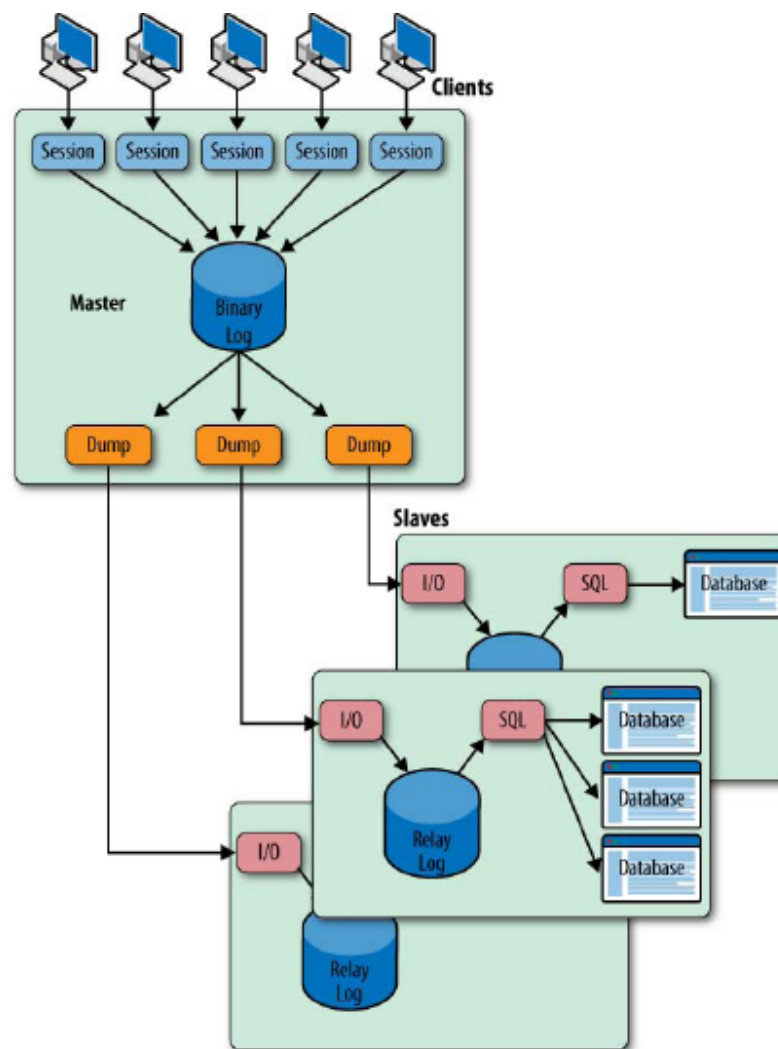 Clients
Session Session Session Session Session
Master
Binary
Log
Dump Dump Dump
Slaves
I/O SQL Database
I/O SQL Database
Database
Database
Relay
Log
I/O
Relay
Log